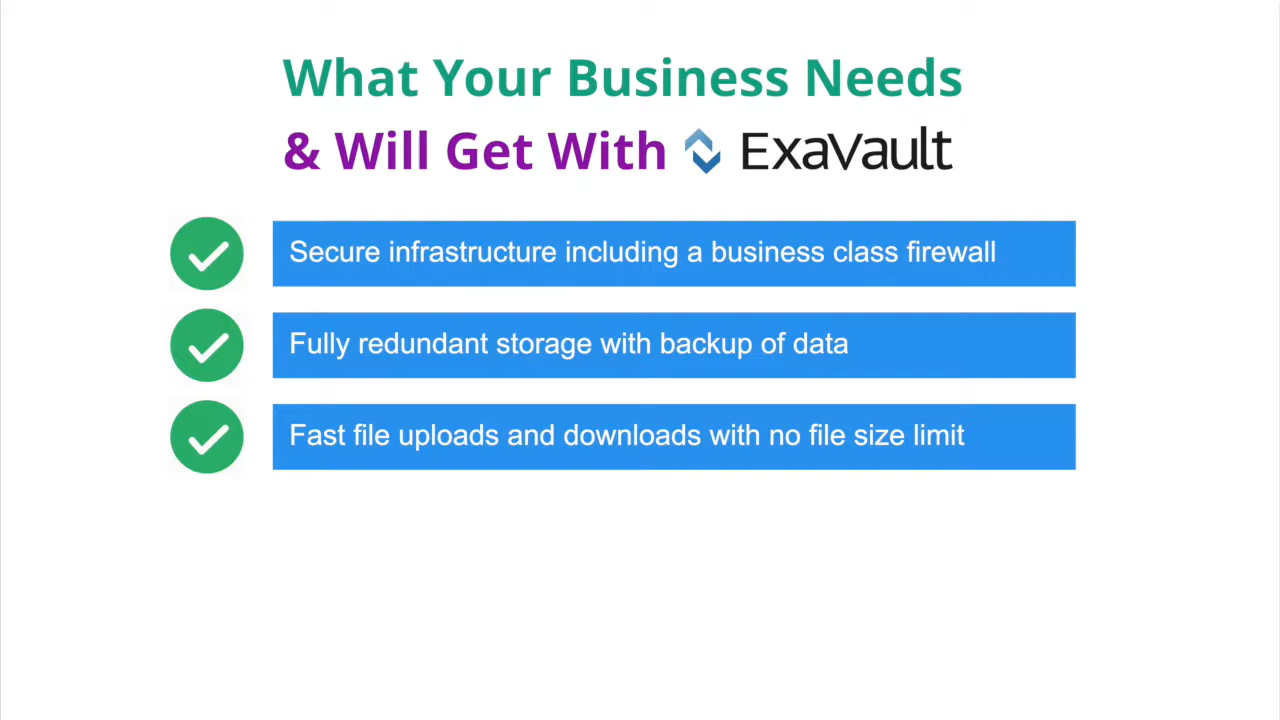 What Your Business Needs
& Will Get With ExaVault
Secure infrastructure including a business class firewall
Fully redundant storage with backup of data
Fast file uploads and downloads with no file size limit